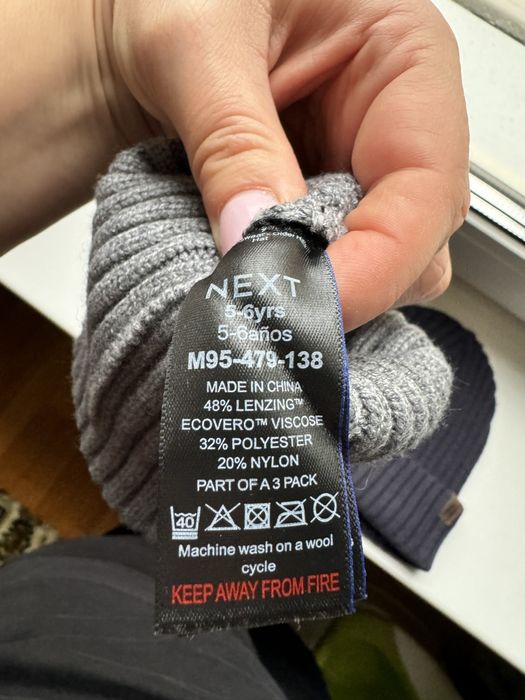 Hat
NEXT
5-6yrs
5-6años
M95-479-138
MADE IN CHINA
48% LENZING™
ECOVERO™ VISCOSE
32% POLYESTER
20% NYLON
PART OF A 3 PACK
40
Machine wash on a wool
cycle
KEEP AWAY FROM FIRE